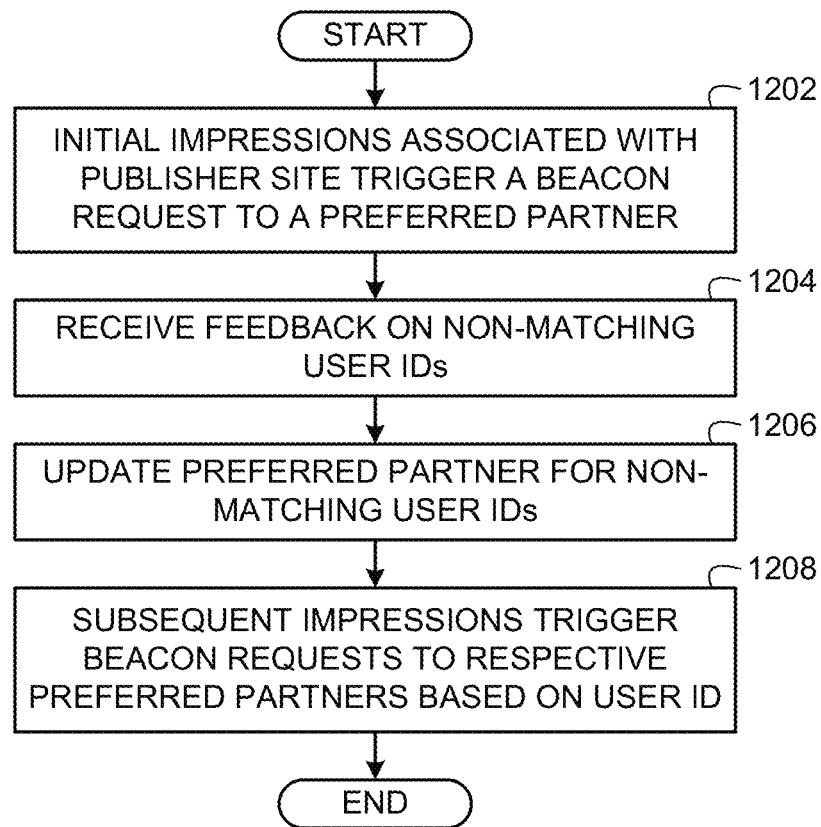 START
1202
INITIAL IMPRESSIONS ASSOCIATED WITH
PUBLISHER SITE TRIGGER A BEACON
REQUEST TO A PREFERRED PARTNER
1204
RECEIVE FEEDBACK ON NON-MATCHING
USER IDs
1206
UPDATE PREFERRED PARTNER FOR NON-
MATCHING USER IDs
1208
SUBSEQUENT IMPRESSIONS TRIGGER
BEACON REQUESTS TO RESPECTIVE
PREFERRED PARTNERS BASED ON USER ID
END